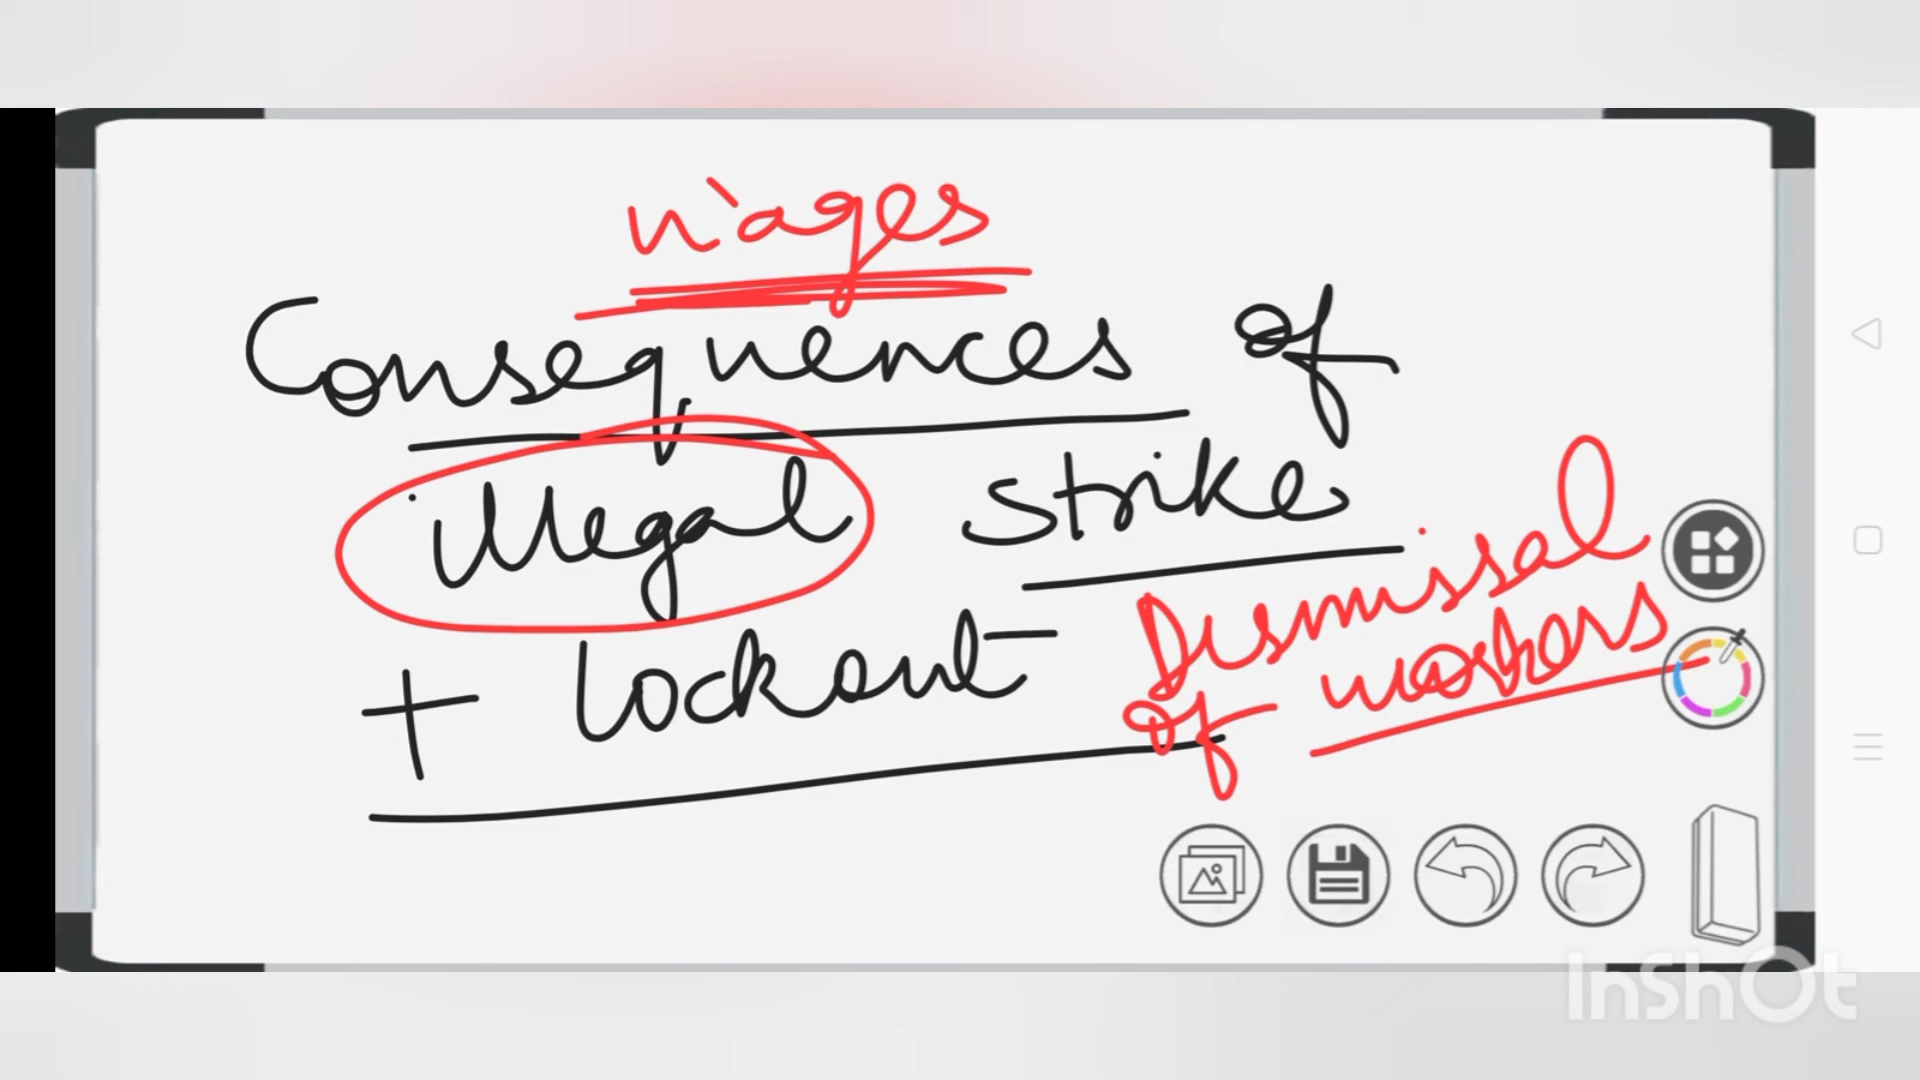 wages
Consequences of
illegal strike
+ Lockout
Dismissal
of workers
InShOt